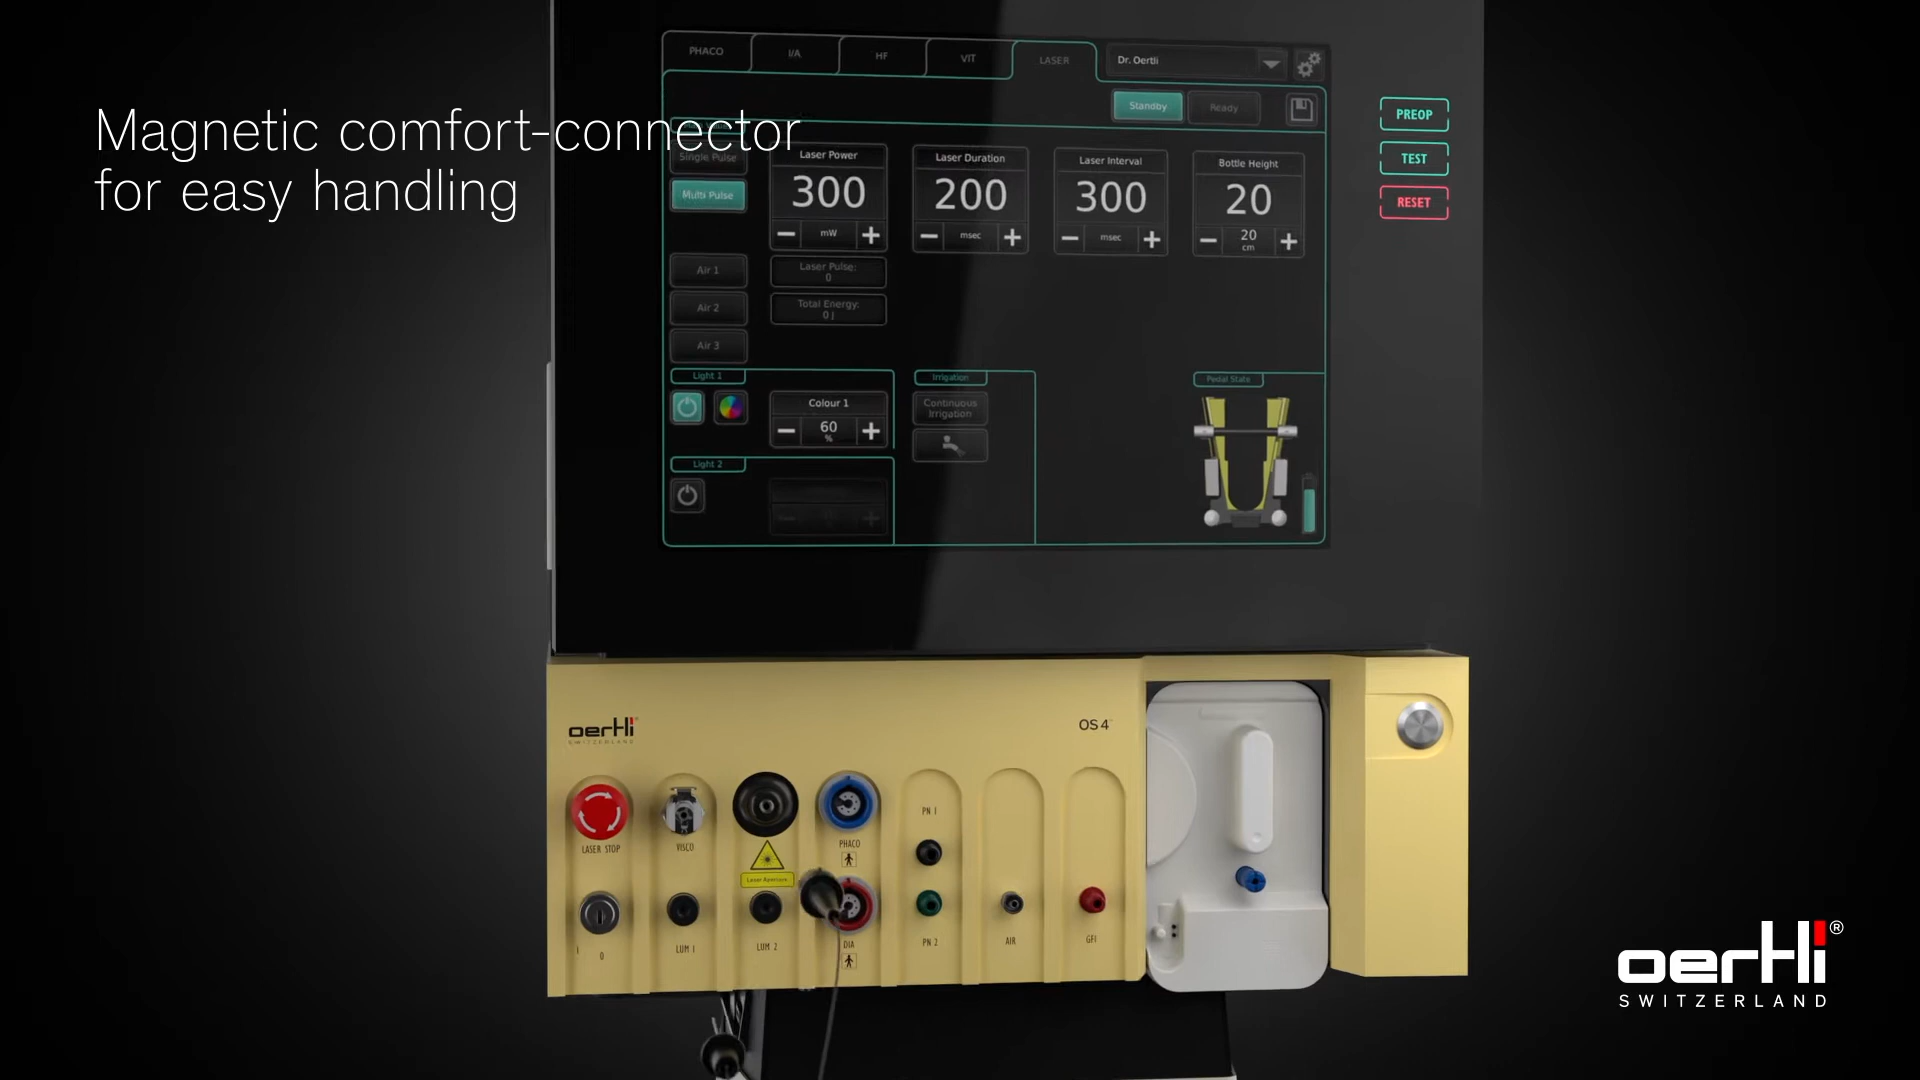 Magnetic comfort-connector
for easy handling
PHACO
I/A
HF
VIT
LASER
Dr. Oertli
Standby
Ready
PREOP
TEST
RESET
Single Pulse
Multi Pulse
Laser Power
300
mW
Laser Duration
200
msec
Laser Interval
300
msec
Bottle Height
20
20
cm
Air 1
Air 2
Air 3
Laser Pulse:
0
Total Energy:
0 J
Light 1
Colour 1
60
%
Light 2
Irrigation
Continuous
Irrigation
Pedal State
oertli
SWITZERLAND
OS4™
LASER STOP
VISCO
Laser Aperture
PHACO
PN 1
I
0
LUM 1
LUM 2
DIA
PN 2
AIR
GFI
oertli®
SWITZERLAND